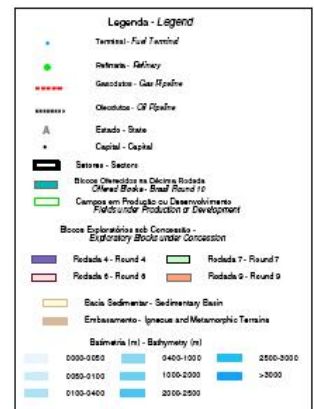 Legenda - Legend
Terminal - Fuel Terminal
Refinaria - Refinery
Gasodutos - Gas Pipeline
Oleodutos - Oil Pipeline
A Estado - State
Capital - Capital
Setores - Sectors
Blocos Oferecidos na Décima Rodada
Offered Blocks - Brasil Round 10
Campos em Produção ou Desenvolvimento
Fields under Production or Development
Blocos Exploratórios sob Concessão -
Exploratory Blocks under Concession
Rodada 4 - Round 4 Rodada 7 - Round 7
Rodada 6 - Round 6 Rodada 9 - Round 9
Bacia Sedimentar - Sedimentary Basin
Embasamento - Igneous and Metamorphic Terrains
Batimetria (m) - Bathymetry (m)
0000-0050 0400-1000 2500-3000
0050-0100 1000-2000 >3000
0100-0400 2000-2500